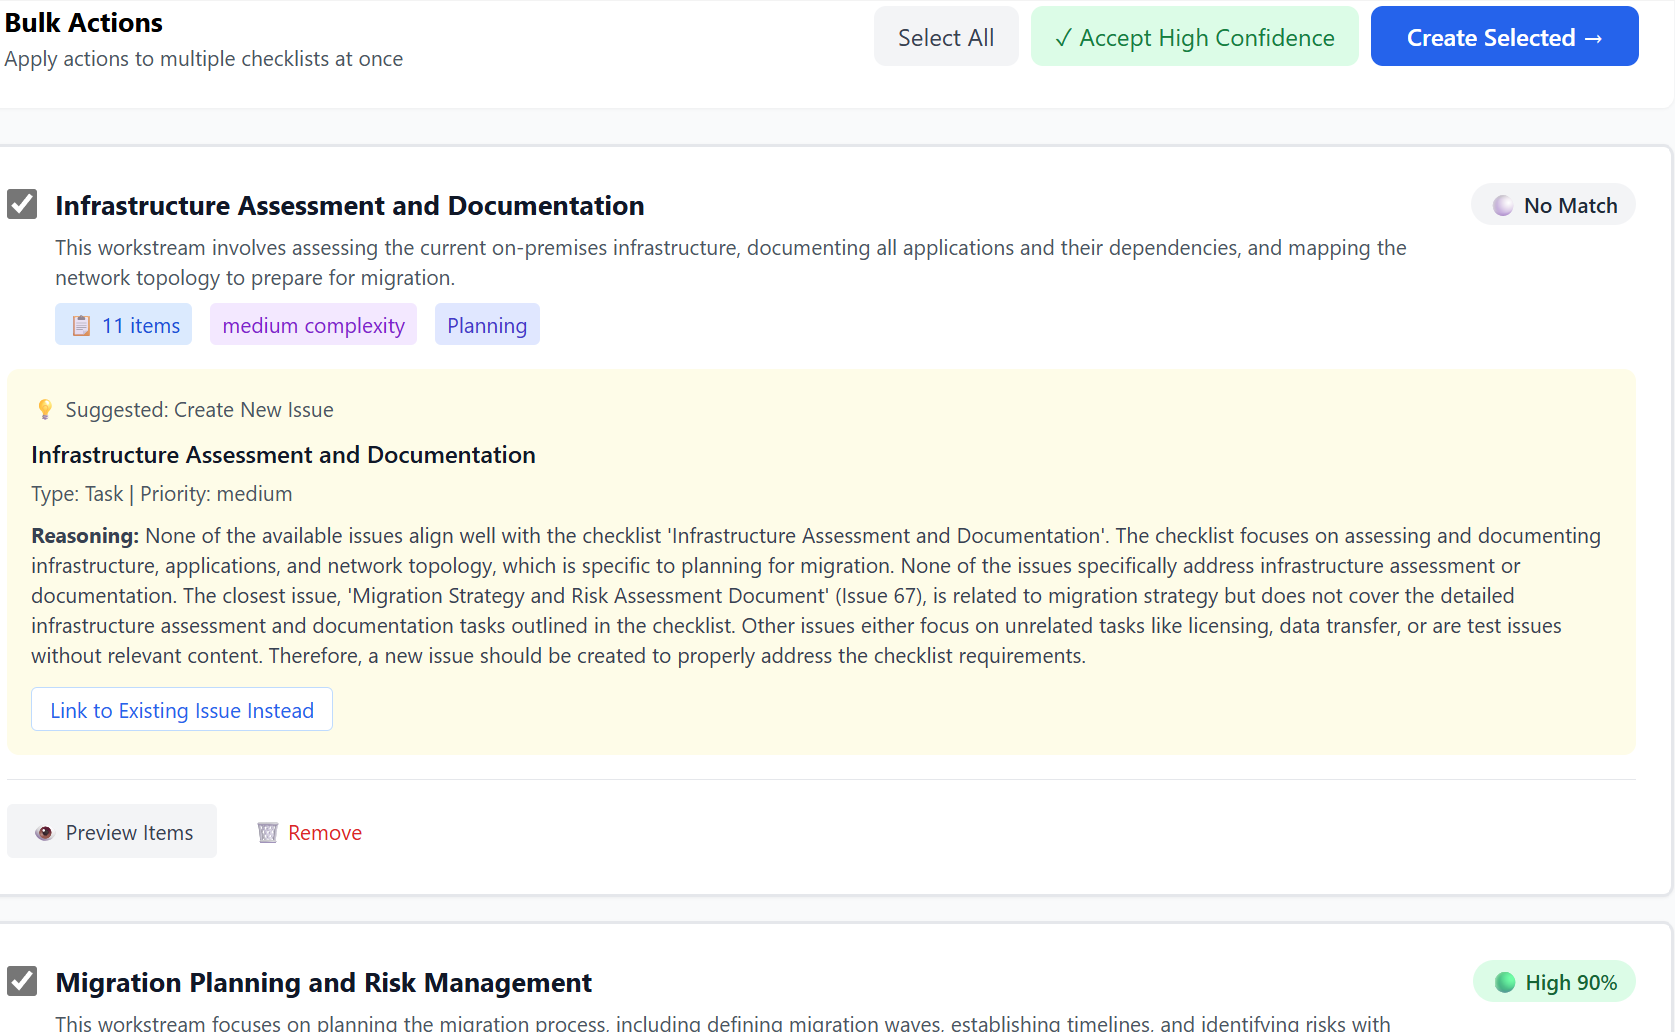 Bulk Actions
Apply actions to multiple checklists at once
Select All
✓ Accept High Confidence
Create Selected →
Infrastructure Assessment and Documentation
No Match
This workstream involves assessing the current on-premises infrastructure, documenting all applications and their dependencies, and mapping the
network topology to prepare for migration.
11 items
medium complexity
Planning
Suggested: Create New Issue
Infrastructure Assessment and Documentation
Type: Task | Priority: medium
Reasoning: None of the available issues align well with the checklist 'Infrastructure Assessment and Documentation'. The checklist focuses on assessing and documenting
infrastructure, applications, and network topology, which is specific to planning for migration. None of the issues specifically address infrastructure assessment or
documentation. The closest issue, 'Migration Strategy and Risk Assessment Document' (Issue 67), is related to migration strategy but does not cover the detailed
infrastructure assessment and documentation tasks outlined in the checklist. Other issues either focus on unrelated tasks like licensing, data transfer, or are test issues
without relevant content. Therefore, a new issue should be created to properly address the checklist requirements.
Link to Existing Issue Instead
Preview Items
Remove
Migration Planning and Risk Management
High 90%
This workstream focuses on planning the migration process, including defining migration waves, establishing timelines, and identifying risks with